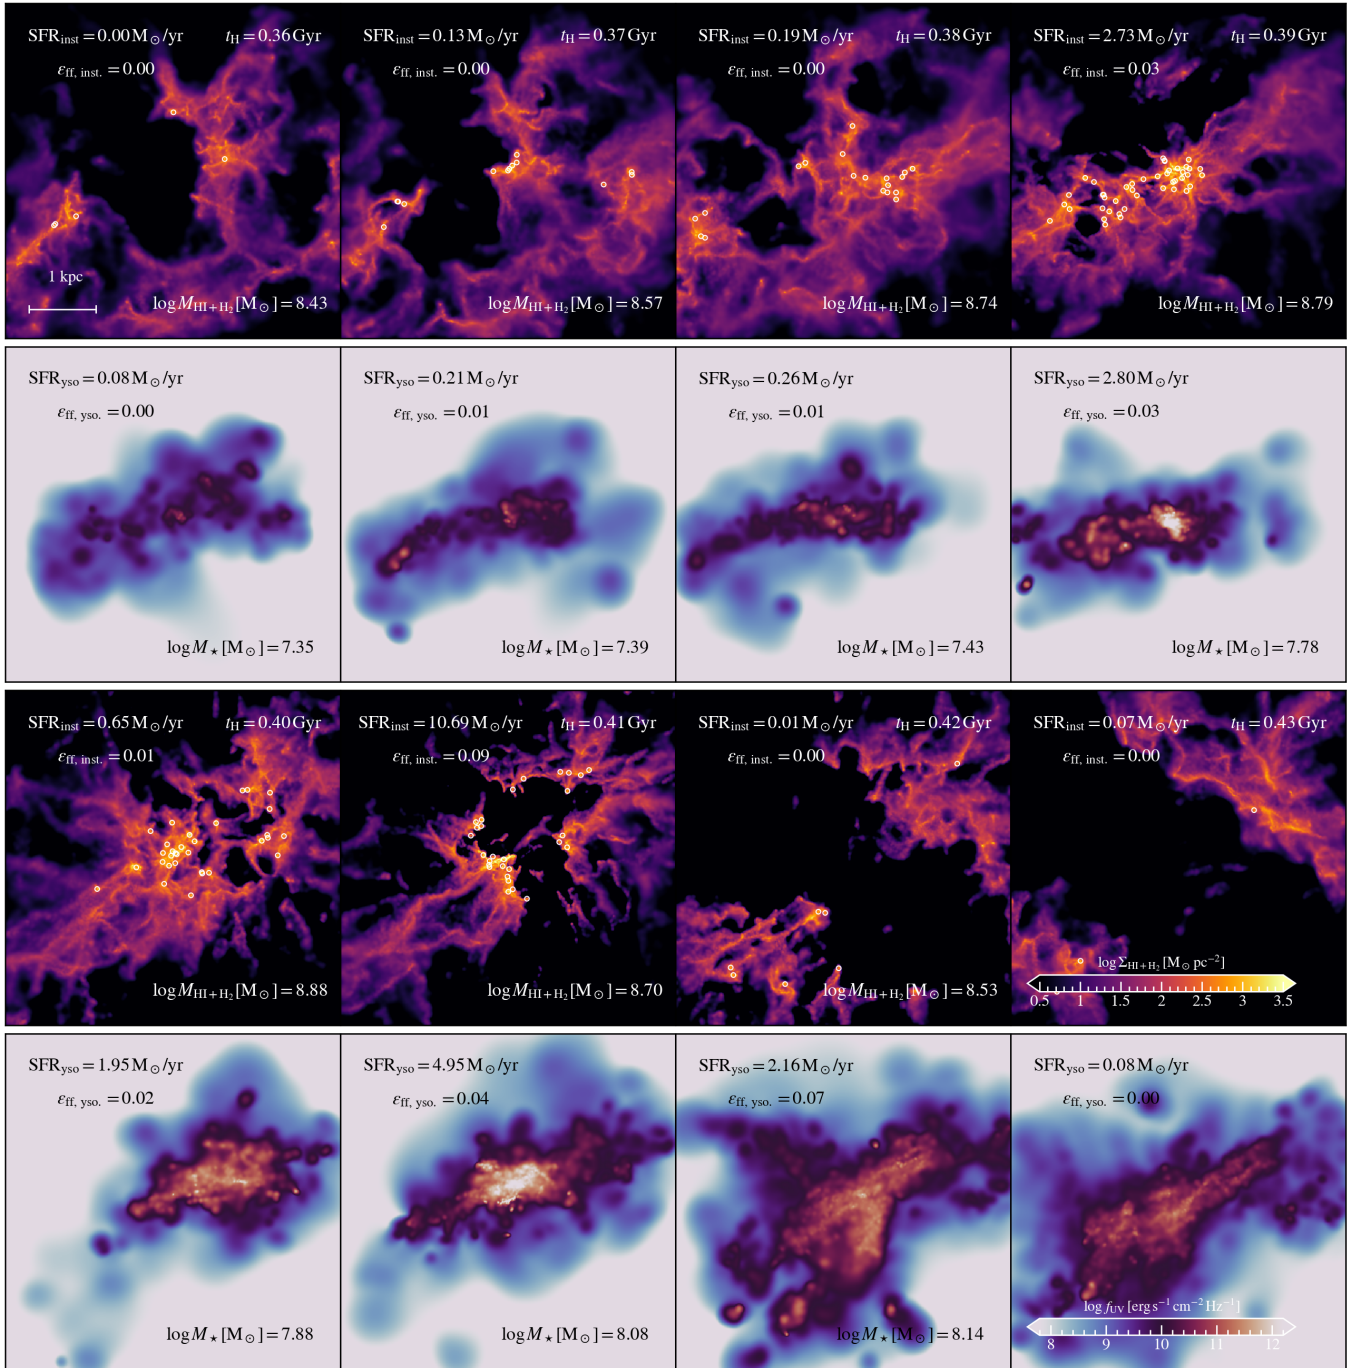 SFR_inst = 0.00 M_⊙/yr t_H = 0.36 Gyr
ε_ff, inst. = 0.00
1 kpc
log M_HI+H₂ [M_⊙] = 8.43
SFR_inst = 0.13 M_⊙/yr t_H = 0.37 Gyr
ε_ff, inst. = 0.00
log M_HI+H₂ [M_⊙] = 8.57
SFR_inst = 0.19 M_⊙/yr t_H = 0.38 Gyr
ε_ff, inst. = 0.00
log M_HI+H₂ [M_⊙] = 8.74
SFR_inst = 2.73 M_⊙/yr t_H = 0.39 Gyr
ε_ff, inst. = 0.03
log M_HI+H₂ [M_⊙] = 8.79
SFR_yso = 0.08 M_⊙/yr
ε_ff, yso. = 0.00
log M_⋆ [M_⊙] = 7.35
SFR_yso = 0.21 M_⊙/yr
ε_ff, yso. = 0.01
log M_⋆ [M_⊙] = 7.39
SFR_yso = 0.26 M_⊙/yr
ε_ff, yso. = 0.01
log M_⋆ [M_⊙] = 7.43
SFR_yso = 2.80 M_⊙/yr
ε_ff, yso. = 0.03
log M_⋆ [M_⊙] = 7.78
SFR_inst = 0.65 M_⊙/yr t_H = 0.40 Gyr
ε_ff, inst. = 0.01
log M_HI+H₂ [M_⊙] = 8.88
SFR_inst = 10.69 M_⊙/yr t_H = 0.41 Gyr
ε_ff, inst. = 0.09
log M_HI+H₂ [M_⊙] = 8.70
SFR_inst = 0.01 M_⊙/yr t_H = 0.42 Gyr
ε_ff, inst. = 0.00
log M_HI+H₂ [M_⊙] = 8.53
SFR_inst = 0.07 M_⊙/yr t_H = 0.43 Gyr
ε_ff, inst. = 0.00
log Σ_HI+H₂ [M_⊙ pc⁻²]
0.5 1 1.5 2 2.5 3 3.5
SFR_yso = 1.95 M_⊙/yr
ε_ff, yso. = 0.02
log M_⋆ [M_⊙] = 7.88
SFR_yso = 4.95 M_⊙/yr
ε_ff, yso. = 0.04
log M_⋆ [M_⊙] = 8.08
SFR_yso = 2.16 M_⊙/yr
ε_ff, yso. = 0.07
log M_⋆ [M_⊙] = 8.14
SFR_yso = 0.08 M_⊙/yr
ε_ff, yso. = 0.00
log f_UV [erg s⁻¹ cm⁻² Hz⁻¹]
8 9 10 11 12